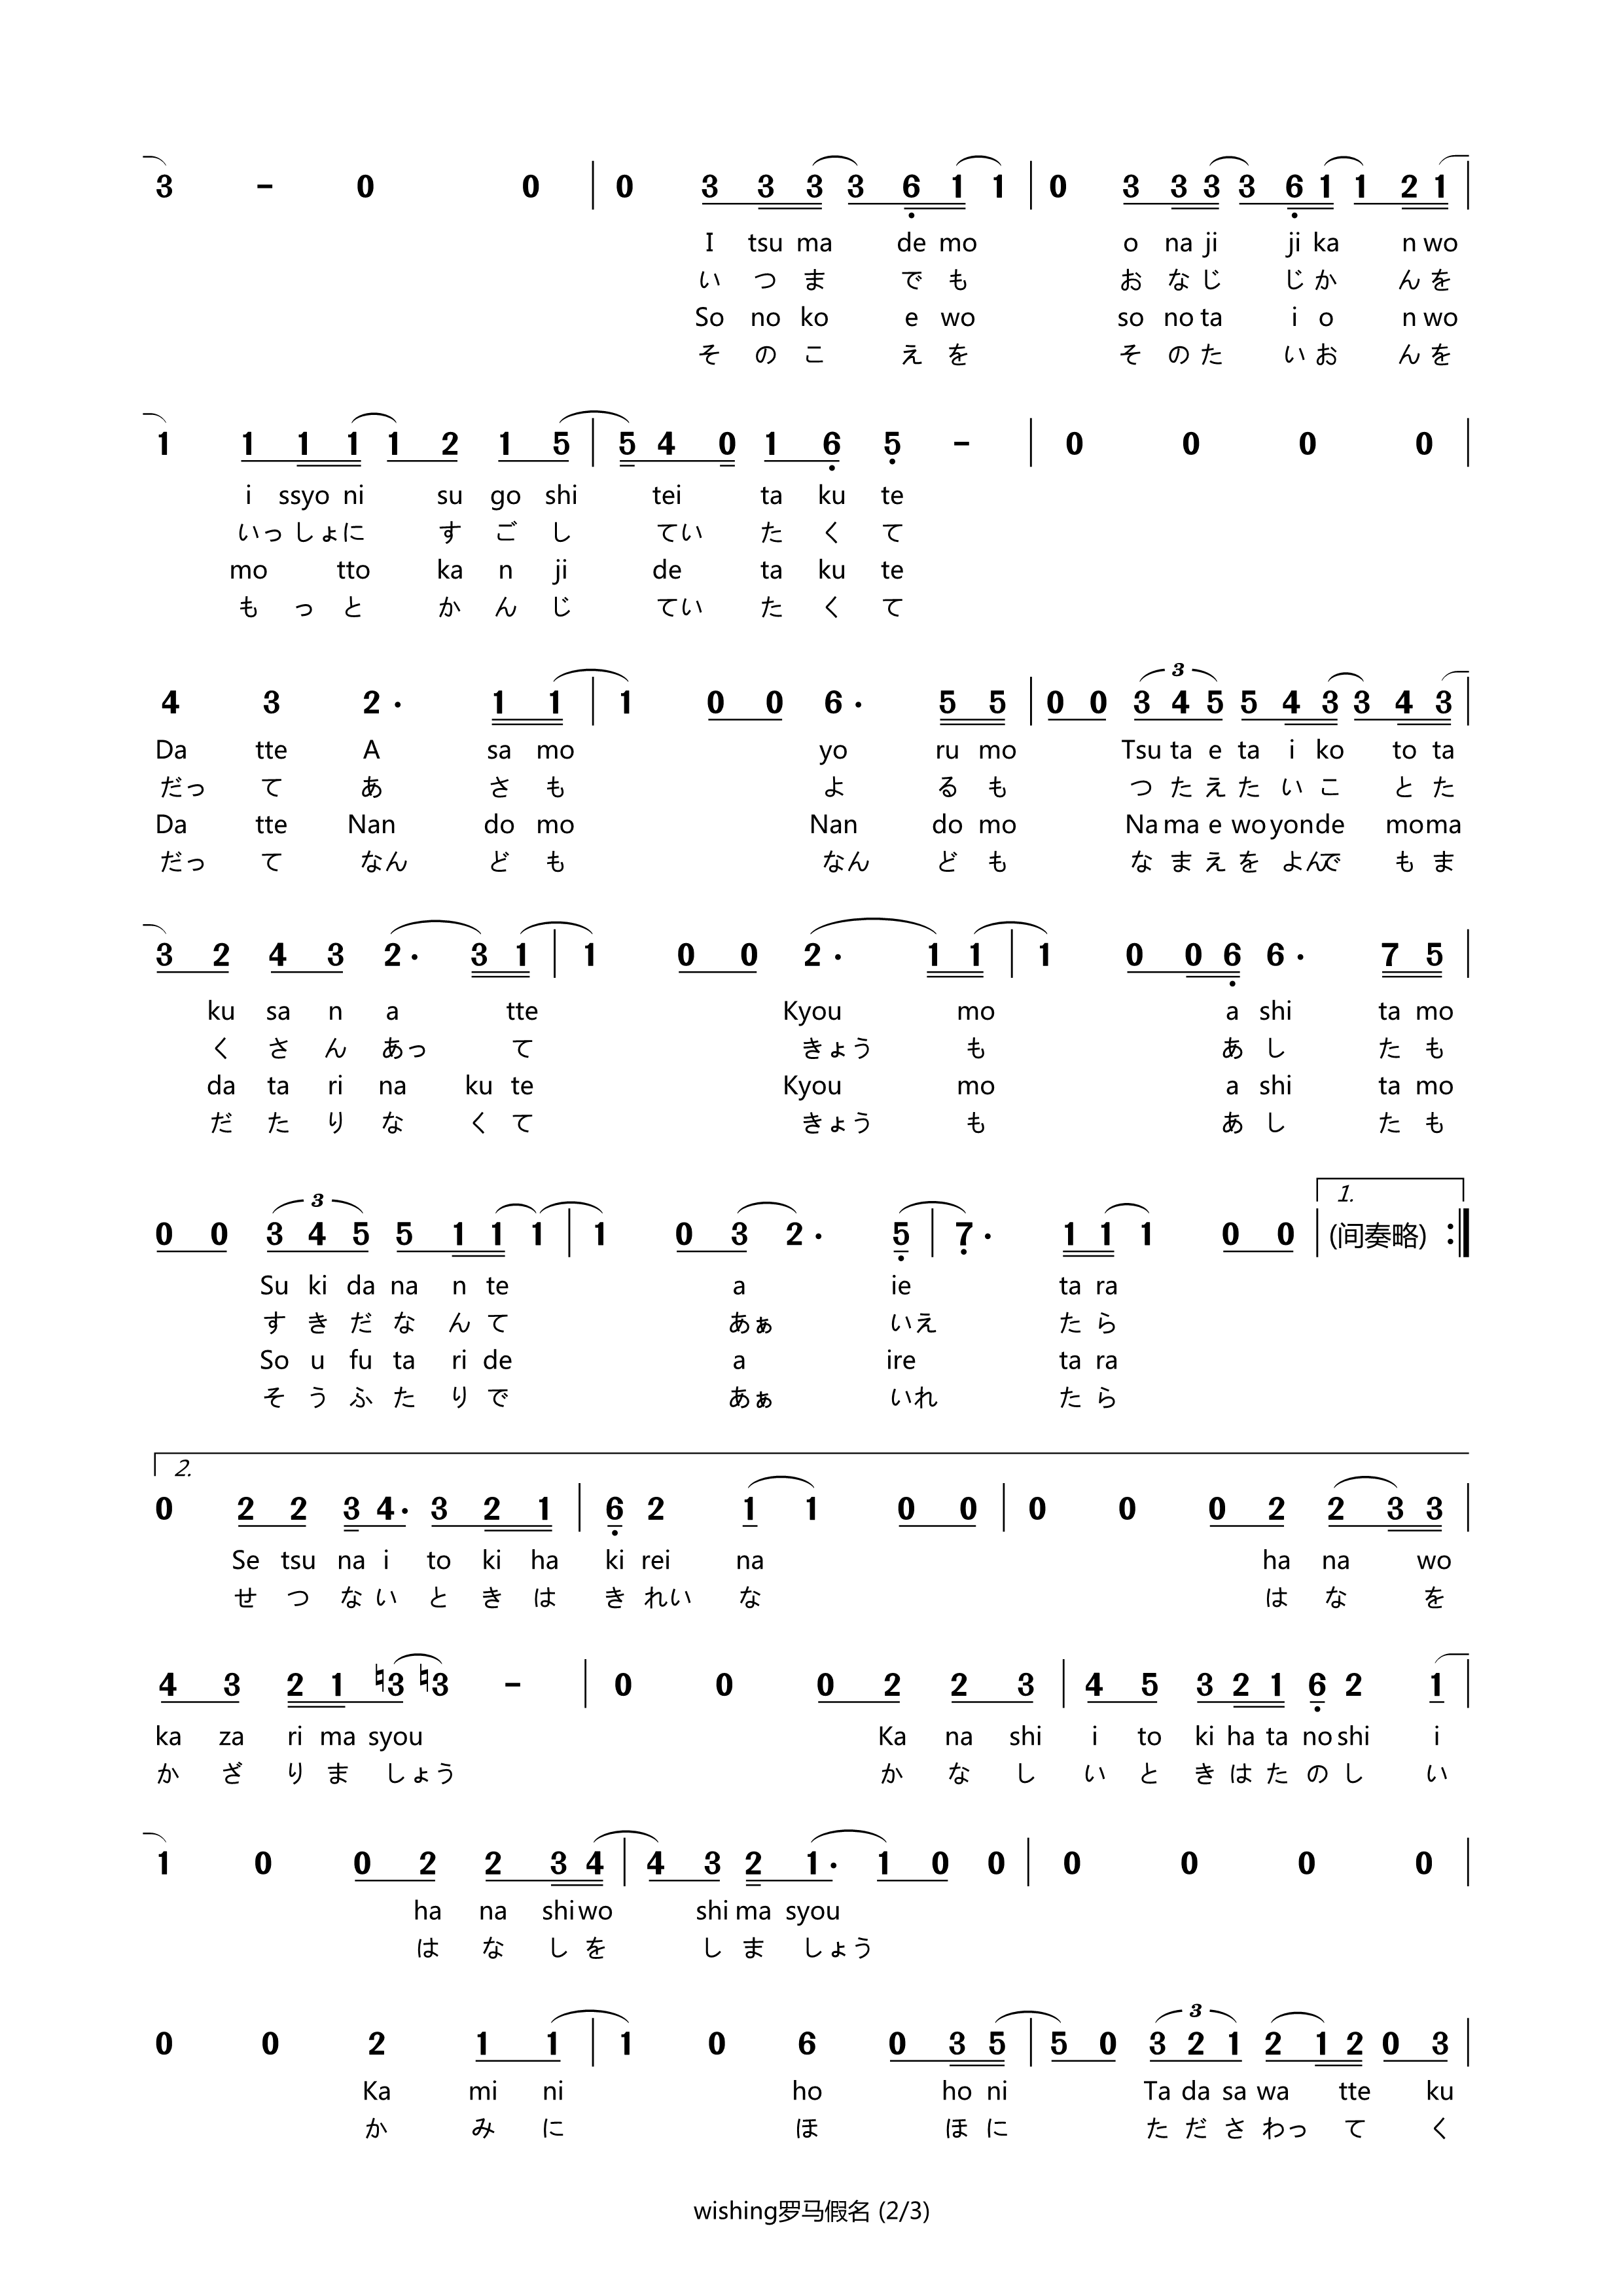 3 - 0 0 | 0 3 3 3 3 6 1 1 | 0 3 3 3 3 6 1 1 2 1 |
I tsu ma de mo o na ji ji ka n wo
い つ ま で も お な じ じ か ん を
So no ko e wo so no ta i o n wo
そ の こ え を そ の た い お ん を
1 1 1 1 1 2 1 5 | 5 4 0 1 6 5 - | 0 0 0 0 |
i ssyo ni su go shi tei ta ku te
いっ しょに す ご し てい た く て
mo tto ka n ji de ta ku te
も っ と か ん じ てい た く て
4 3 2· 1 1 | 1 0 0 6· 5 5 | 0 0 3 4 5 5 4 3 3 4 3 |
3
Da tte A sa mo yo ru mo Tsu ta e ta i ko to ta
だっ て あ さ も よ る も つ た え た い こ と た
Da tte Nan do mo Nan do mo Na ma e wo yon de mo ma
だっ て なん ど も なん ど も な ま え を よん で も ま
3 2 4 3 2· 3 1 | 1 0 0 2· 1 1 | 1 0 0 6 6· 7 5 |
ku sa n a tte Kyou mo a shi ta mo
く さ ん あっ て きょう も あ し た も
da ta ri na ku te Kyou mo a shi ta mo
だ た り な く て きょう も あ し た も
3
1.
0 0 3 4 5 5 1 1 1 | 1 0 3 2· 5 | 7· 1 1 1 0 0 | (间奏略) :|
Su ki da na n te a ie ta ra
す き だ な ん て あぁ いえ た ら
So u fu ta ri de a ire ta ra
そ う ふ た り で あぁ いれ た ら
2.
0 2 2 3 4· 3 2 1 | 6 2 1 1 0 0 | 0 0 0 2 2 3 3 |
Se tsu na i to ki ha ki rei na ha na wo
せ つ な い と き は き れい な は な を
4 3 2 1 ♮3 ♮3 - | 0 0 0 2 2 3 | 4 5 3 2 1 6 2 1 |
ka za ri ma syou Ka na shi i to ki ha ta no shi i
か ざ り ま しょう か な し い と き は た の し い
1 0 0 2 2 3 4 | 4 3 2 1· 1 0 0 | 0 0 0 0 |
ha na shi wo shi ma syou
は な し を し ま しょう
3
0 0 2 1 1 | 1 0 6 0 3 5 | 5 0 3 2 1 2 1 2 0 3 |
Ka mi ni ho ho ni Ta da sa wa tte ku
か み に ほ ほ に た だ さ わっ て く
wishing罗马假名 (2/3)